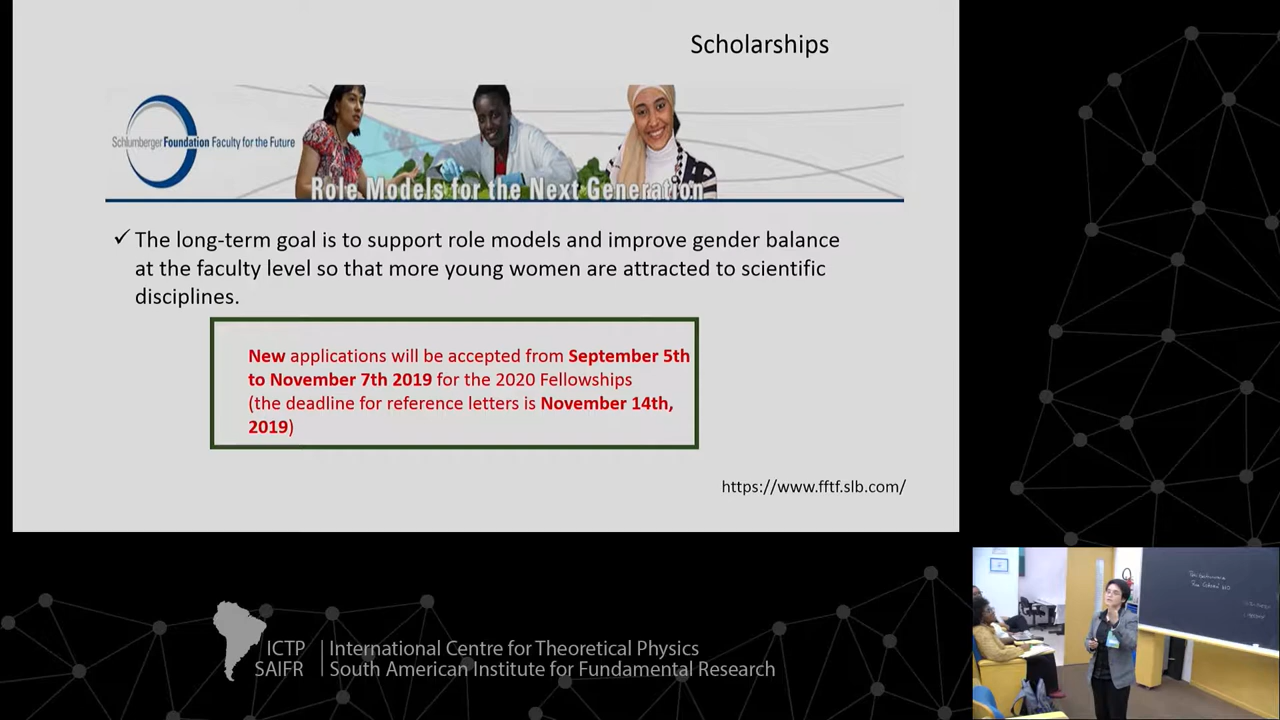 Scholarships
Schlumberger Foundation Faculty for the Future
Role Models for the Next Generation
✓ The long-term goal is to support role models and improve gender balance
at the faculty level so that more young women are attracted to scientific
disciplines.
New applications will be accepted from September 5th
to November 7th 2019 for the 2020 Fellowships
(the deadline for reference letters is November 14th,
2019)
https://www.fftf.slb.com/
ICTP
SAIFR
International Centre for Theoretical Physics
South American Institute for Fundamental Research